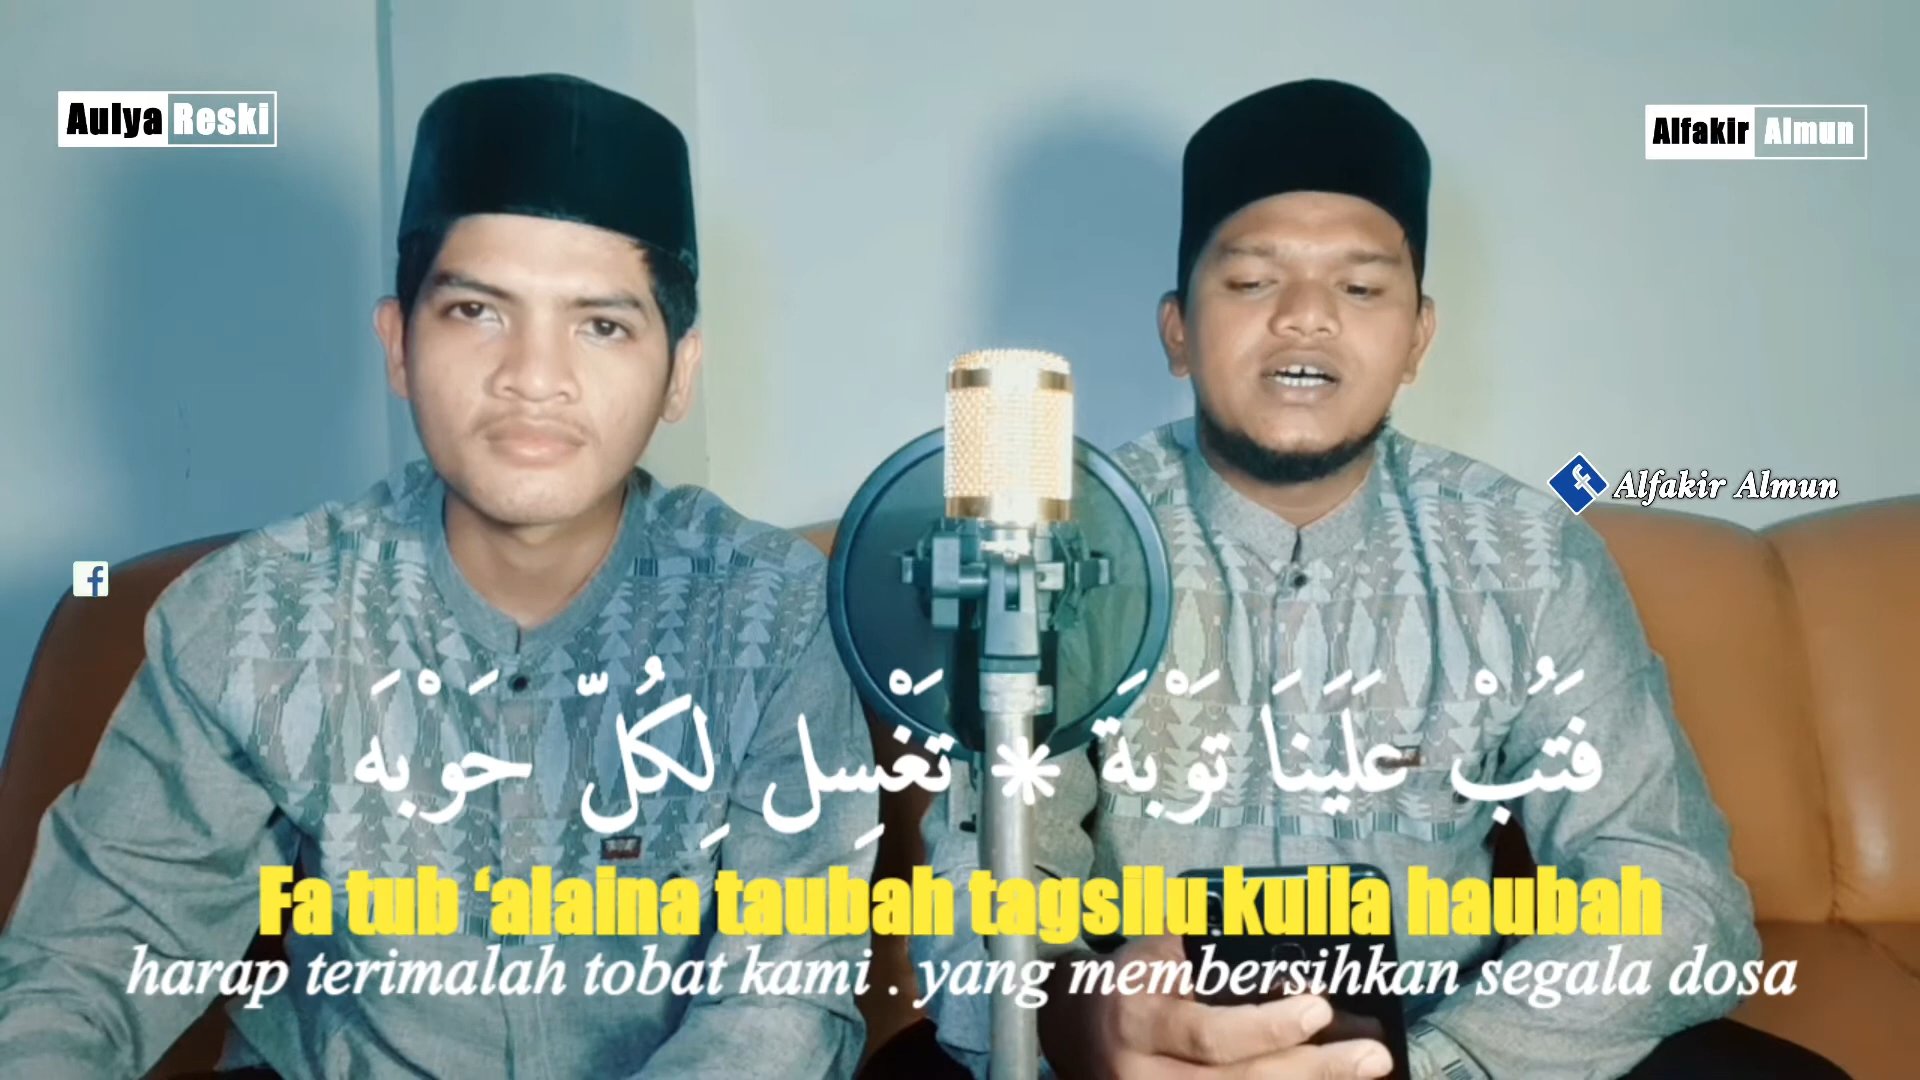 Aulya Reski
Alfakir Almun
Alfakir Almun
فَتُبْ عَلَينَا تَوْبَة * تَغْسِل لِكُلِّ حَوْبَه
Fa tub ‘alaina taubah tagsilu kulla haubah
harap terimalah tobat kami . yang membersihkan segala dosa